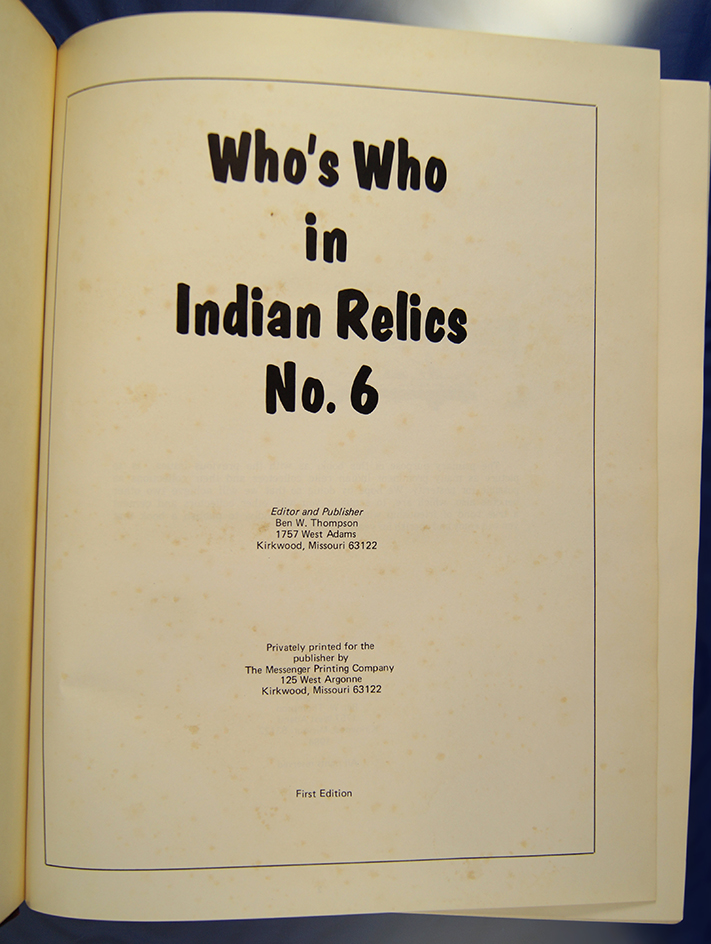 Who's Who
in
Indian Relics
No. 6
Editor and Publisher
Ben W. Thompson
1757 West Adams
Kirkwood, Missouri 63122
Privately printed for the
publisher by
The Messenger Printing Company
125 West Argonne
Kirkwood, Missouri 63122
First Edition